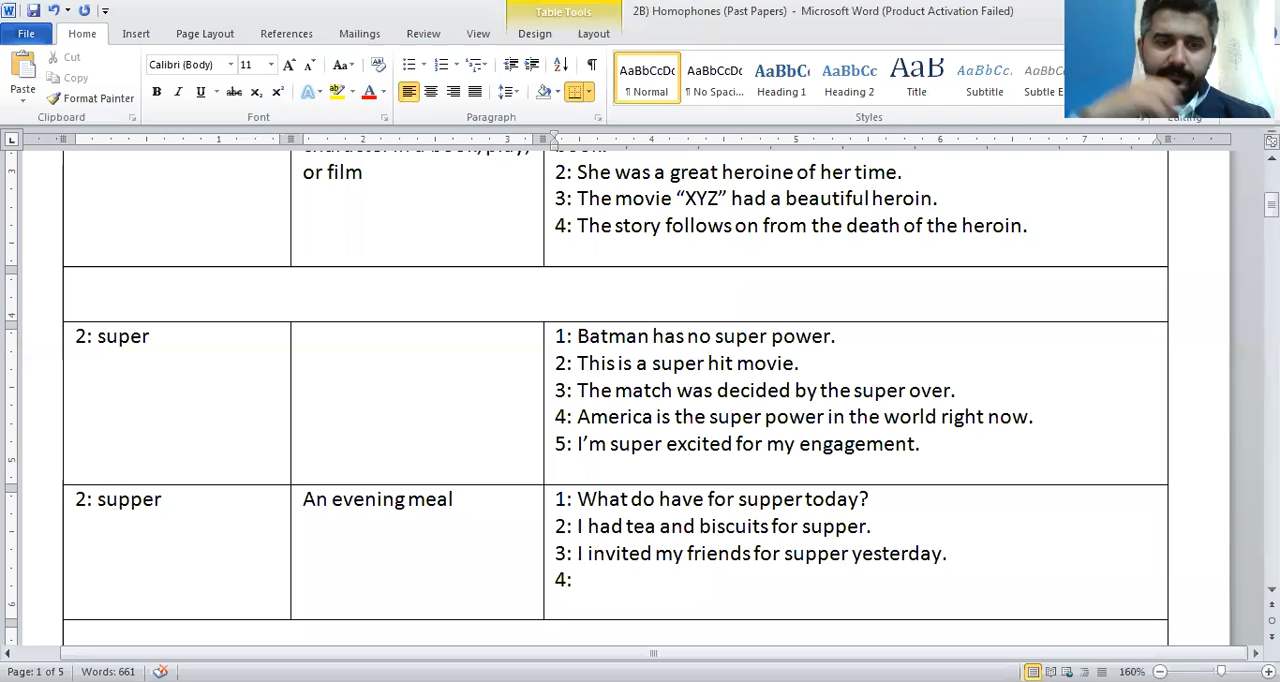 Table Tools
2B) Homophones (Past Papers) - Microsoft Word (Product Activation Failed)
File Home Insert Page Layout References Mailings Review View Design Layout
Cut
Copy
Paste
Format Painter
Clipboard
Calibri (Body) 11
Font
Paragraph
AaBbCcDc AaBbCcDc AaBbC AaBbCc AaB AaBbCc. AaBbCc
¶ Normal ¶ No Spaci... Heading 1 Heading 2 Title Subtitle Subtle E
Styles
Editing
or film
2: She was a great heroine of her time.
3: The movie “XYZ” had a beautiful heroin.
4: The story follows on from the death of the heroin.
2: super
1: Batman has no super power.
2: This is a super hit movie.
3: The match was decided by the super over.
4: America is the super power in the world right now.
5: I’m super excited for my engagement.
2: supper
An evening meal
1: What do have for supper today?
2: I had tea and biscuits for supper.
3: I invited my friends for supper yesterday.
4:
Page: 1 of 5 Words: 661 160%